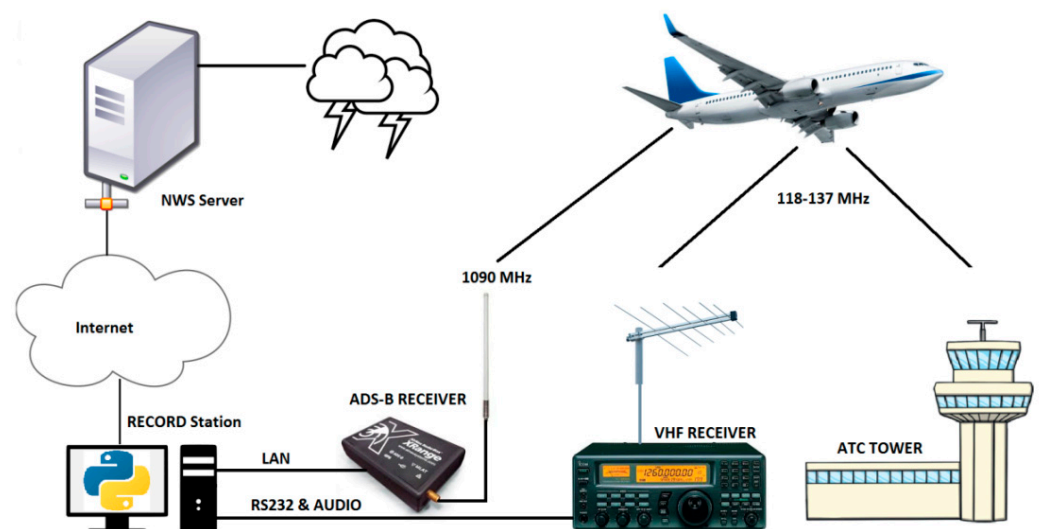 NWS Server
118-137 MHz
1090 MHz
Internet
ADS-B RECEIVER
RECORD Station
VHF RECEIVER
ATC TOWER
LAN
XRange
RS232 & AUDIO